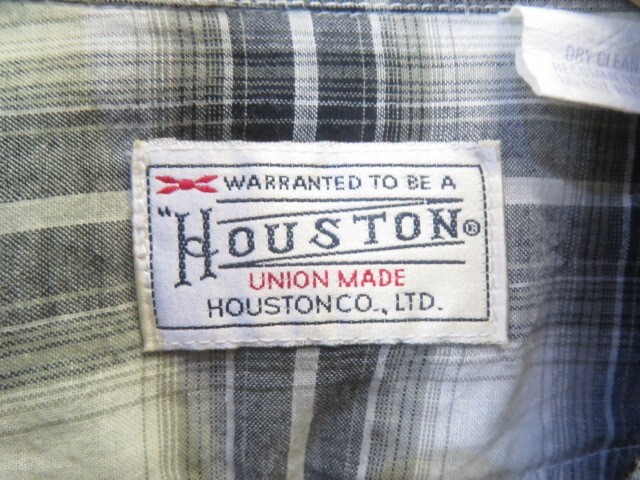 WARRANTED TO BE A
"HOUSTON®
UNION MADE
HOUSTON CO., LTD.
DRY CLEAN